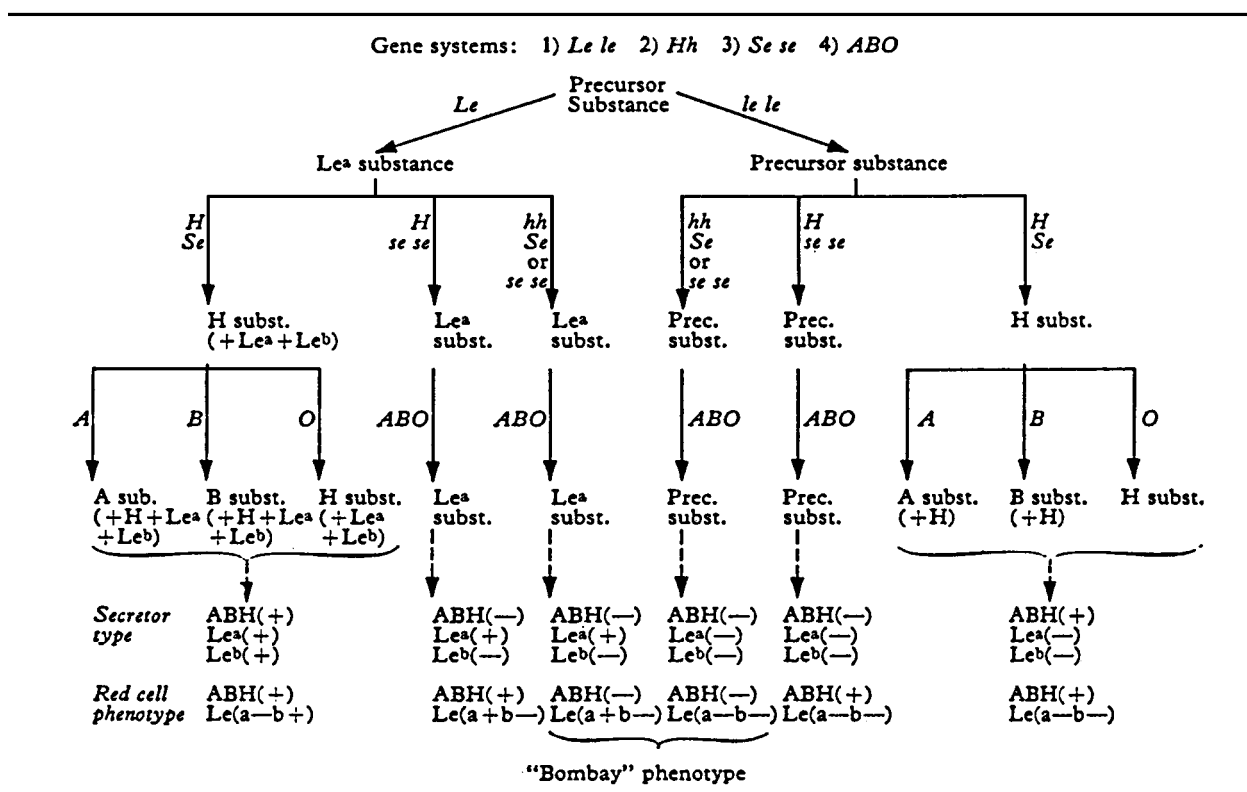 Gene systems: 1) Le le 2) Hh 3) Se se 4) ABO
Precursor
Substance
Le
le le
Leᵃ substance
Precursor substance
H
Se
H
se se
hh
Se
or
se se
hh
Se
or
se se
H
se se
H
Se
H subst.
(+Leᵃ+Leᵇ)
Leᵃ
subst.
Leᵃ
subst.
Prec.
subst.
Prec.
subst.
H subst.
A
B
O
ABO
ABO
ABO
ABO
A
B
O
A sub.
(+H+Leᵃ
+Leᵇ)
B subst.
(+H+Leᵃ
+Leᵇ)
H subst.
(+Leᵃ
+Leᵇ)
Leᵃ
subst.
Leᵃ
subst.
Prec.
subst.
Prec.
subst.
A subst.
(+H)
B subst.
(+H)
H subst.
Secretor
type
ABH(+)
Leᵃ(+)
Leᵇ(+)
ABH(—)
Leᵃ(+)
Leᵇ(—)
ABH(—)
Leᵃ(+)
Leᵇ(—)
ABH(—)
Leᵃ(—)
Leᵇ(—)
ABH(—)
Leᵃ(—)
Leᵇ(—)
ABH(+)
Leᵃ(—)
Leᵇ(—)
Red cell
phenotype
ABH(+)
Le(a—b+)
ABH(+)
Le(a+b—)
ABH(—)
Le(a+b—)
ABH(—)
Le(a—b—)
ABH(+)
Le(a—b—)
ABH(+)
Le(a—b—)
“Bombay” phenotype